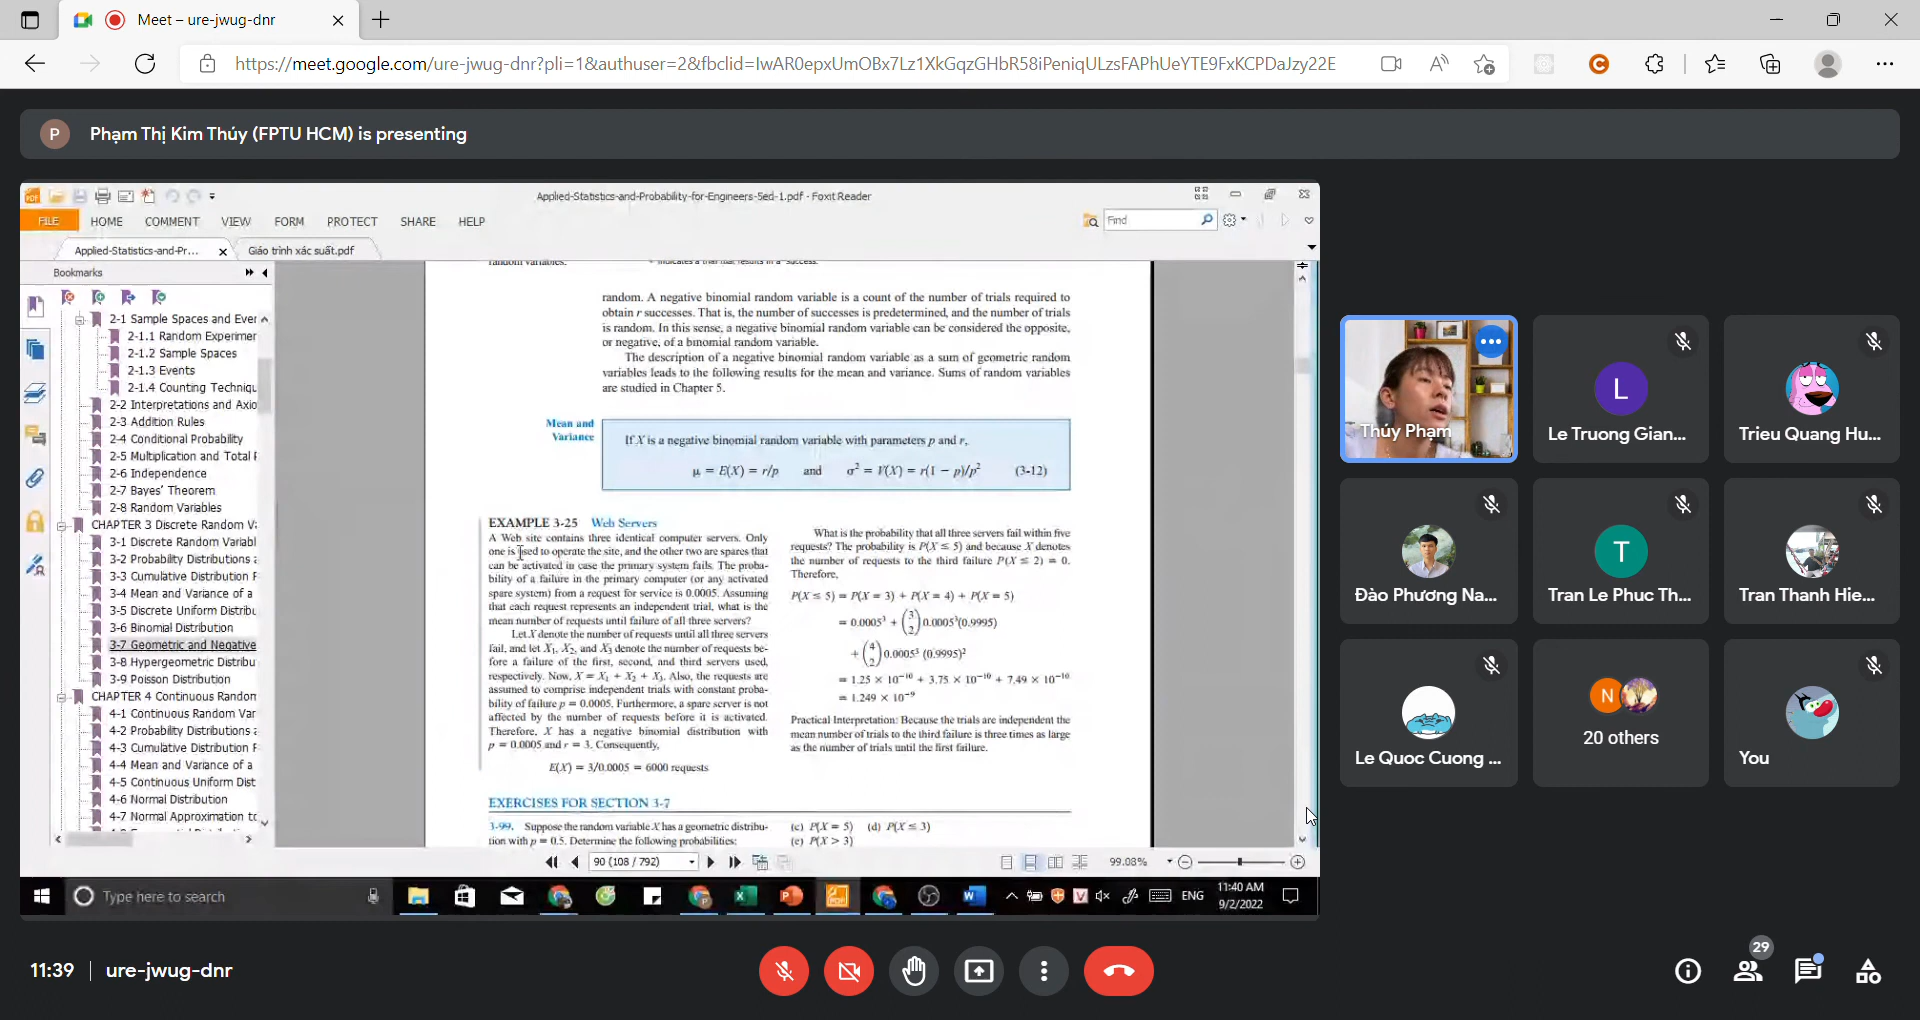 Meet – ure-jwug-dnr
https://meet.google.com/ure-jwug-dnr?pli=1&authuser=2&fbclid=IwAR0epxUmOBx7Lz1XkGqzGHbR58iPeniqULzsFAPhUeYTE9FxKCPDaJzy22E
P
Phạm Thị Kim Thúy (FPTU HCM) is presenting
Applied-Statistics-and-Probability-for-Engineers-5ed-1.pdf - Foxit Reader
FILE HOME COMMENT VIEW FORM PROTECT SHARE HELP
Find
Applied-Statistics-and-Pr...
Giáo trình xác suất.pdf
Bookmarks
2-1 Sample Spaces and Ever
2-1.1 Random Experimer
2-1.2 Sample Spaces
2-1.3 Events
2-1.4 Counting Techniqu
2-2 Interpretations and Axio
2-3 Addition Rules
2-4 Conditional Probability
2-5 Multiplication and Total F
2-6 Independence
2-7 Bayes' Theorem
2-8 Random Variables
CHAPTER 3 Discrete Random Va
3-1 Discrete Random Variabl
3-2 Probability Distributions a
3-3 Cumulative Distribution F
3-4 Mean and Variance of a
3-5 Discrete Uniform Distribu
3-6 Binomial Distribution
3-7 Geometric and Negative
3-8 Hypergeometric Distribu
3-9 Poisson Distribution
CHAPTER 4 Continuous Random
4-1 Continuous Random Var
4-2 Probability Distributions a
4-3 Cumulative Distribution F
4-4 Mean and Variance of a
4-5 Continuous Uniform Dist
4-6 Normal Distribution
4-7 Normal Approximation to
random variables.
indicates a trial that results in a "success."
random. A negative binomial random variable is a count of the number of trials required to
obtain r successes. That is, the number of successes is predetermined, and the number of trials
is random. In this sense, a negative binomial random variable can be considered the opposite,
or negative, of a binomial random variable.
The description of a negative binomial random variable as a sum of geometric random
variables leads to the following results for the mean and variance. Sums of random variables
are studied in Chapter 5.
Mean and
Variance
If X is a negative binomial random variable with parameters p and r,
μ = E(X) = r/p and σ² = V(X) = r(1 − p)/p² (3-12)
EXAMPLE 3-25 Web Servers
A Web site contains three identical computer servers. Only
one is used to operate the site, and the other two are spares that
can be activated in case the primary system fails. The proba-
bility of a failure in the primary computer (or any activated
spare system) from a request for service is 0.0005. Assuming
that each request represents an independent trial, what is the
mean number of requests until failure of all three servers?
Let X denote the number of requests until all three servers
fail, and let X₁, X₂, and X₃ denote the number of requests be-
fore a failure of the first, second, and third servers used,
respectively. Now, X = X₁ + X₂ + X₃. Also, the requests are
assumed to comprise independent trials with constant proba-
bility of failure p = 0.0005. Furthermore, a spare server is not
affected by the number of requests before it is activated.
Therefore, X has a negative binomial distribution with
p = 0.0005 and r = 3. Consequently,
E(X) = 3/0.0005 = 6000 requests
What is the probability that all three servers fail within five
requests? The probability is P(X ≤ 5) and because X denotes
the number of requests to the third failure P(X ≤ 2) = 0.
Therefore,
P(X ≤ 5) = P(X = 3) + P(X = 4) + P(X = 5)
= 0.0005³ + (3 2) 0.0005³(0.9995)
+ (4 2) 0.0005³ (0.9995)²
= 1.25 × 10⁻¹⁰ + 3.75 × 10⁻¹⁰ + 7.49 × 10⁻¹⁰
= 1.249 × 10⁻⁹
Practical Interpretation: Because the trials are independent the
mean number of trials to the third failure is three times as large
as the number of trials until the first failure.
EXERCISES FOR SECTION 3-7
3-99. Suppose the random variable X has a geometric distribu-
tion with p = 0.5. Determine the following probabilities:
(c) P(X = 5) (d) P(X ≤ 3)
(e) P(X > 3)
90 (108 / 792)
99.08%
Type here to search
ENG
11:40 AM
9/2/2022
Thúy Phạm
L
Le Truong Gian...
Trieu Quang Hu...
Đào Phương Na...
T
Tran Le Phuc Th...
Tran Thanh Hie...
Le Quoc Cuong ...
N
20 others
You
11:39
ure-jwug-dnr
29